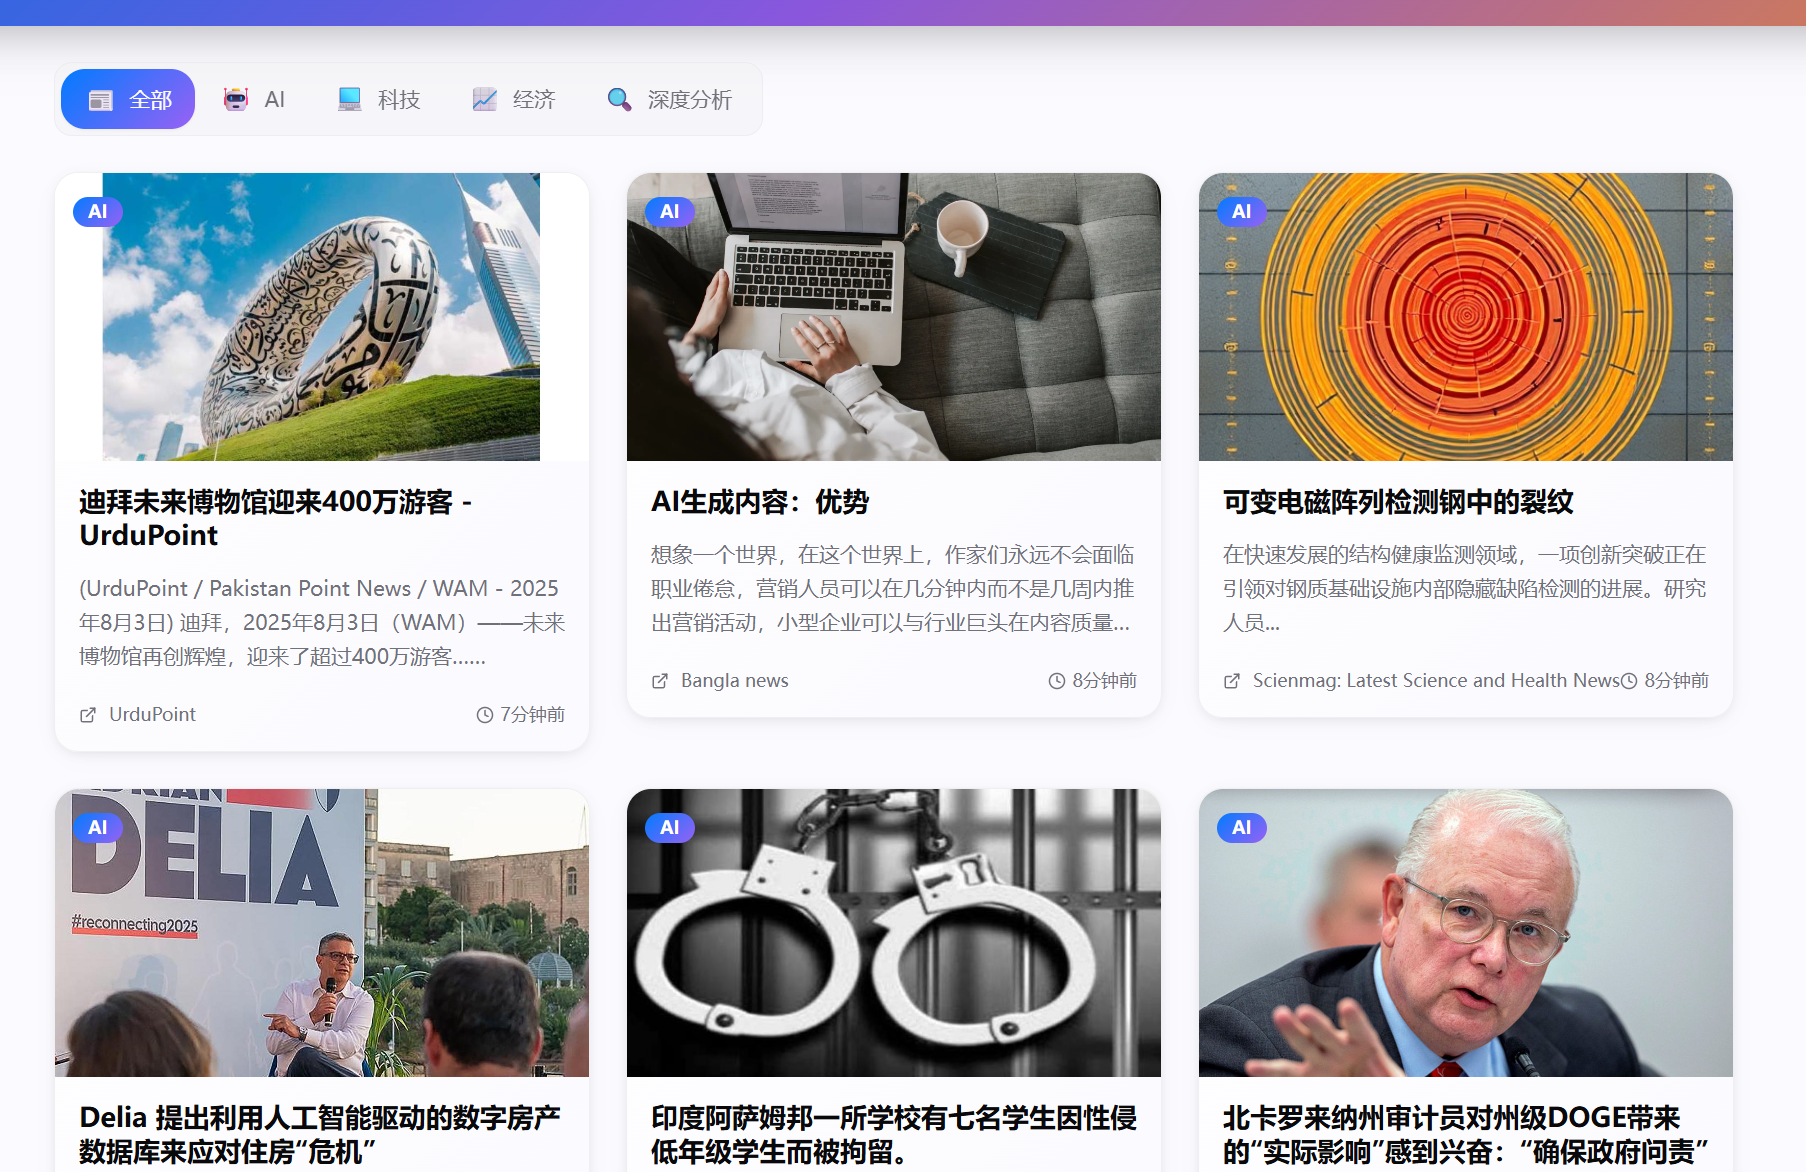 全部
AI
科技
经济
深度分析
AI
AI
AI
迪拜未来博物馆迎来400万游客 -
UrduPoint
(UrduPoint / Pakistan Point News / WAM - 2025
年8月3日) 迪拜，2025年8月3日（WAM）——未来
博物馆再创辉煌，迎来了超过400万游客......
UrduPoint
7分钟前
AI生成内容：优势
想象一个世界，在这个世界上，作家们永远不会面临
职业倦怠，营销人员可以在几分钟内而不是几周内推
出营销活动，小型企业可以与行业巨头在内容质量...
Bangla news
8分钟前
可变电磁阵列检测钢中的裂纹
在快速发展的结构健康监测领域，一项创新突破正在
引领对钢质基础设施内部隐藏缺陷检测的进展。研究
人员...
Scienmag: Latest Science and Health News
8分钟前
AI
DELIA
#reconnecting2025
Delia 提出利用人工智能驱动的数字房产
数据库来应对住房“危机”
AI
印度阿萨姆邦一所学校有七名学生因性侵
低年级学生而被拘留。
AI
北卡罗来纳州审计员对州级DOGE带来
的“实际影响”感到兴奋：“确保政府问责”